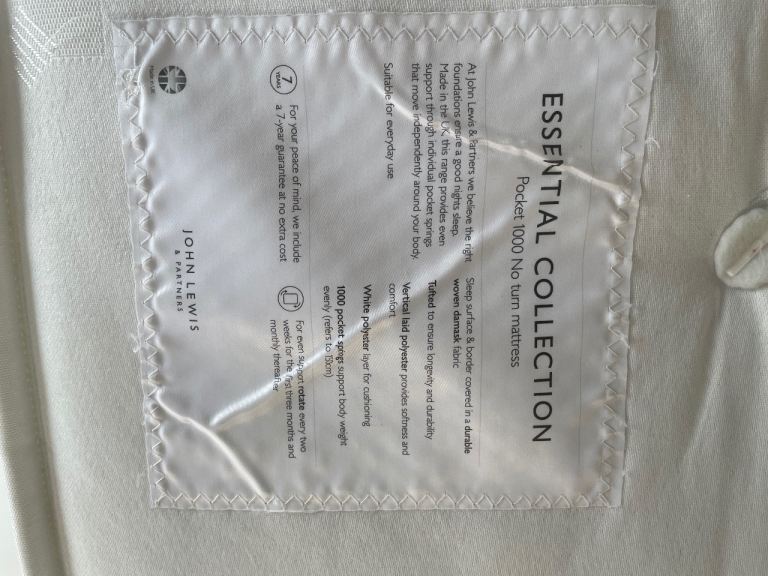 ESSENTIAL COLLECTION
Pocket 1000 No turn mattress
At John Lewis & Partners we believe the right
foundations ensure a good nights sleep.
Made in the UK, this range provides even
support through individual pocket springs
that move independently around your body.
Suitable for everyday use
Sleep surface & border covered in a durable
woven damask fabric
Tufted to ensure longevity and durability
Vertical laid polyester provides softness and
comfort
White polyester layer for cushioning
1000 pocket springs support body weight
evenly (refers to 150cm)
7
YEARS
For your peace of mind, we include
a 7-year guarantee at no extra cost
For even support rotate every two
weeks for the first three months and
monthly thereafter
JOHN LEWIS
& PARTNERS
MADE IN UK